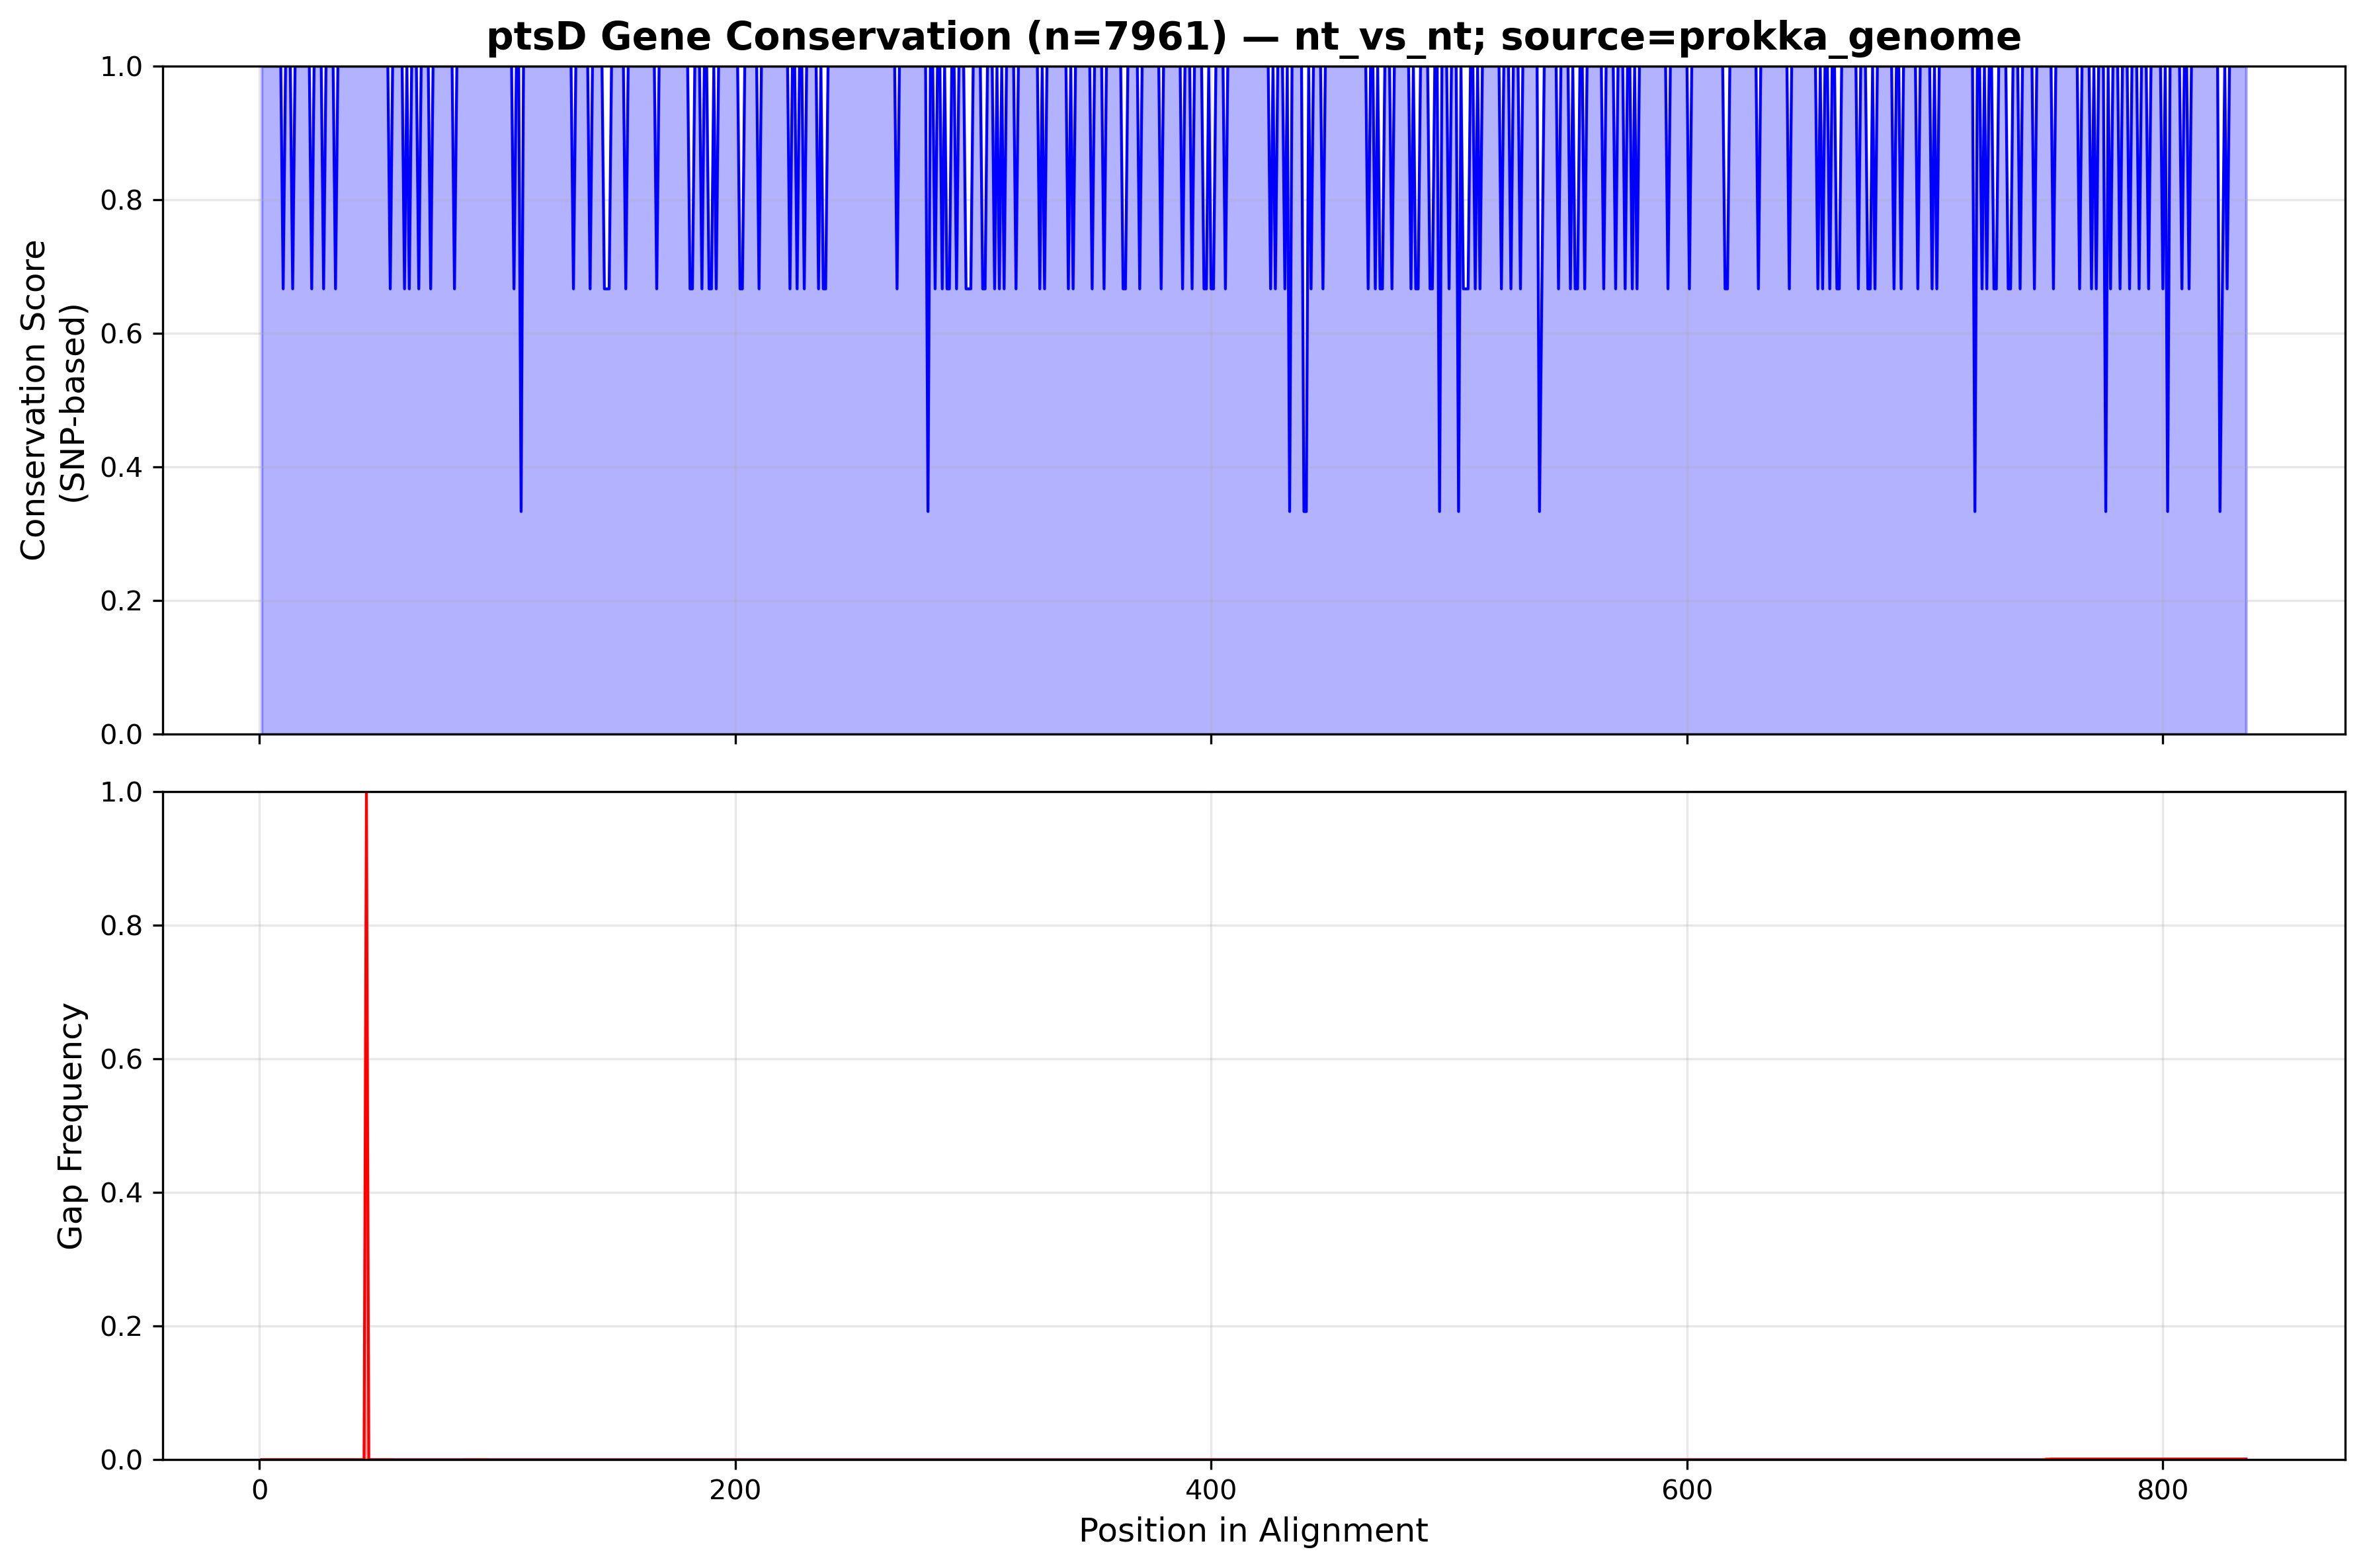 ptsD Gene Conservation (n=7961) — nt_vs_nt; source=prokka_genome
Conservation Score
(SNP-based)
1.0
0.8
0.6
0.4
0.2
0.0
Gap Frequency
1.0
0.8
0.6
0.4
0.2
0.0
0 200 400 600 800
Position in Alignment